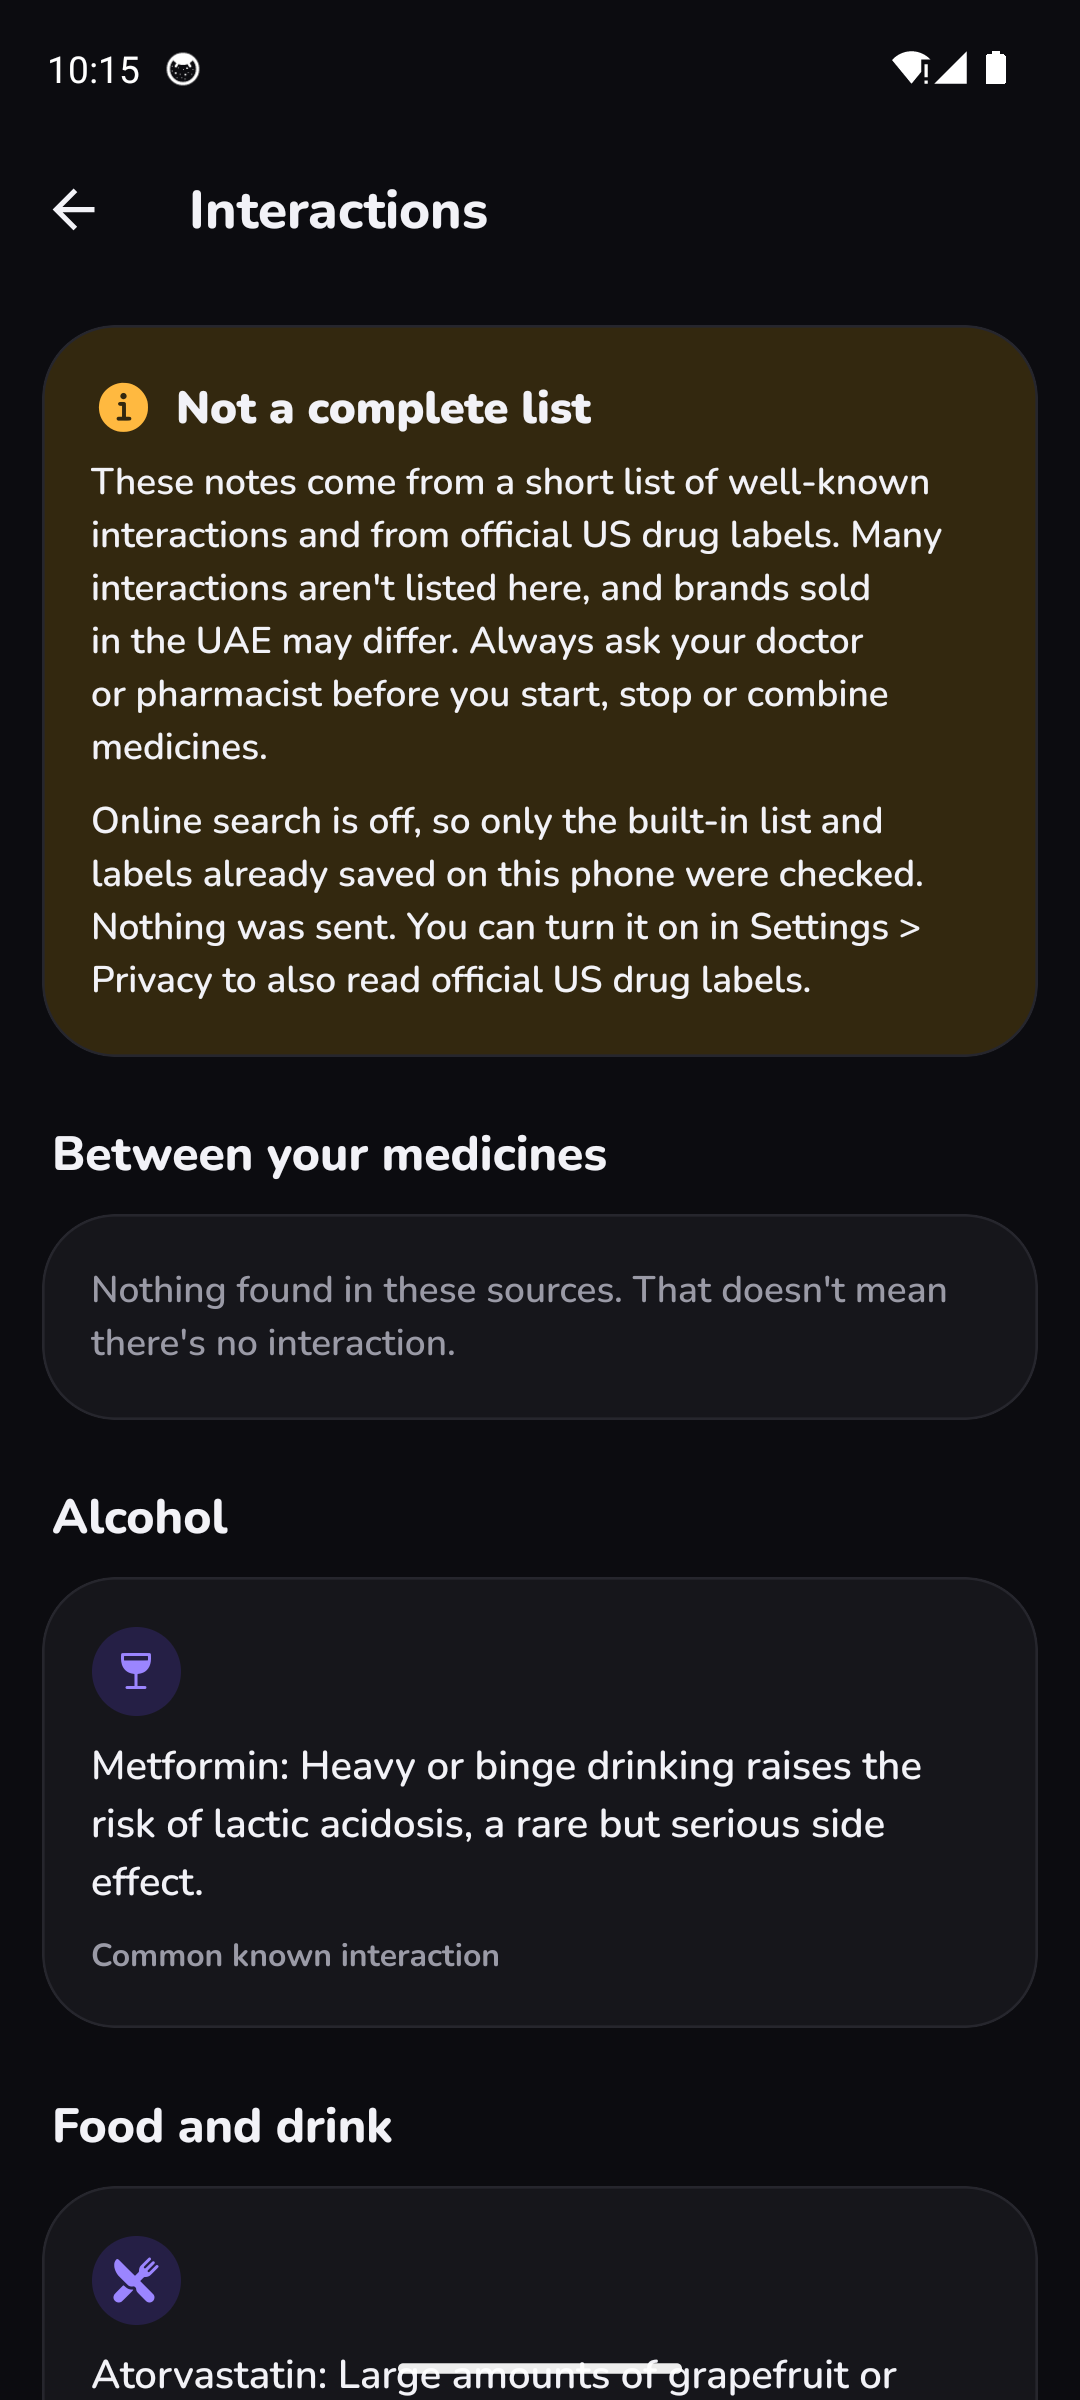 10:15
Interactions
Not a complete list
These notes come from a short list of well-known
interactions and from official US drug labels. Many
interactions aren't listed here, and brands sold
in the UAE may differ. Always ask your doctor
or pharmacist before you start, stop or combine
medicines.
Online search is off, so only the built-in list and
labels already saved on this phone were checked.
Nothing was sent. You can turn it on in Settings >
Privacy to also read official US drug labels.
Between your medicines
Nothing found in these sources. That doesn't mean
there's no interaction.
Alcohol
Metformin: Heavy or binge drinking raises the
risk of lactic acidosis, a rare but serious side
effect.
Common known interaction
Food and drink
Atorvastatin: Large amounts of grapefruit or